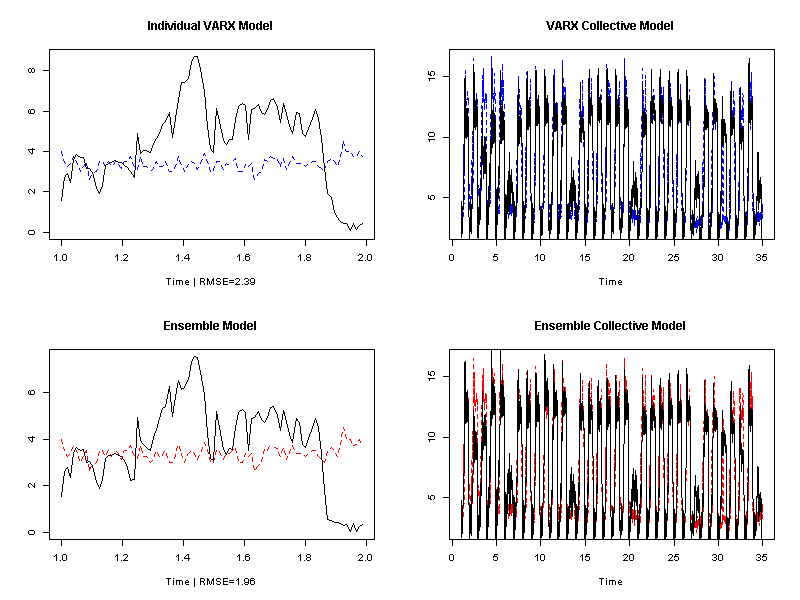 Individual VARX Model
8
6
4
2
0
1.0 1.2 1.4 1.6 1.8 2.0
Time | RMSE=2.39
VARX Collective Model
15
10
5
0 5 10 15 20 25 30 35
Time
Ensemble Model
6
4
2
0
1.0 1.2 1.4 1.6 1.8 2.0
Time | RMSE=1.96
Ensemble Collective Model
15
10
5
0 5 10 15 20 25 30 35
Time